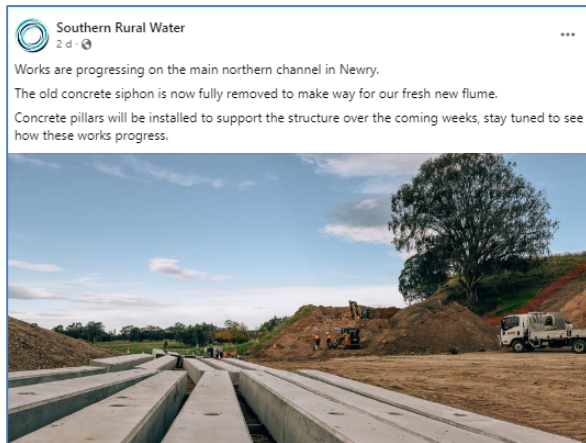 Southern Rural Water
2 d ·
Works are progressing on the main northern channel in Newry.
The old concrete siphon is now fully removed to make way for our fresh new flume.
Concrete pillars will be installed to support the structure over the coming weeks, stay tuned to see
how these works progress.